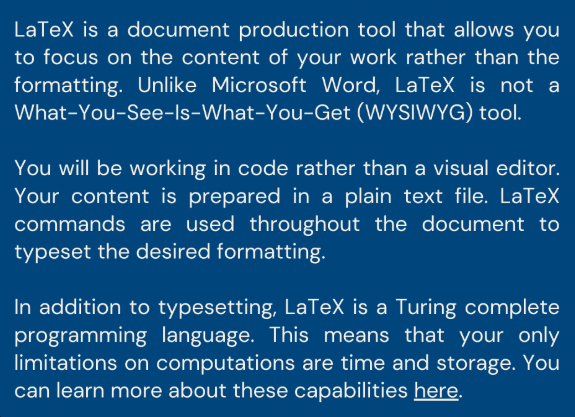 LaTeX is a document production tool that allows you
to focus on the content of your work rather than the
formatting. Unlike Microsoft Word, LaTeX is not a
What-You-See-Is-What-You-Get (WYSIWYG) tool.
You will be working in code rather than a visual editor.
Your content is prepared in a plain text file. LaTeX
commands are used throughout the document to
typeset the desired formatting.
In addition to typesetting, LaTeX is a Turing complete
programming language. This means that your only
limitations on computations are time and storage. You
can learn more about these capabilities here.